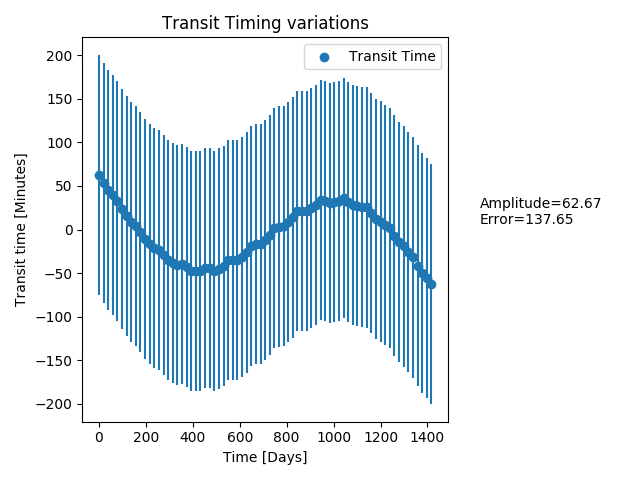 Transit Timing variations
Transit Time
Transit time [Minutes]
200
150
100
50
0
−50
−100
−150
−200
0 200 400 600 800 1000 1200 1400
Time [Days]
Amplitude=62.67
Error=137.65